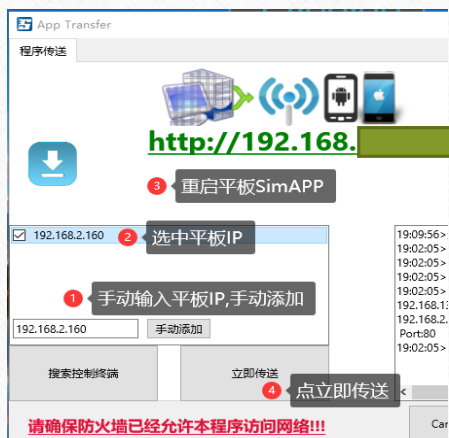 App Transfer
程序传送
http://192.168.
3 重启平板SimAPP
192.168.2.160
2 选中平板IP
1 手动输入平板IP,手动添加
192.168.2.160
手动添加
19:09:56>
19:02:05>
19:02:05>
19:02:05>
19:02:05>
192.168.13
192.168.2.
Port:80
19:02:05>
搜索控制终端
立即传送
4 点立即传送
请确保防火墙已经允许本程序访问网络!!!
Car